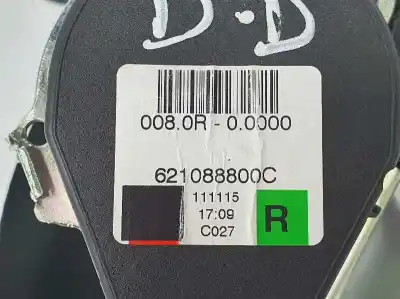 D.D
008.0R - 0.0000
621088800C
111115
17:09
C027
R